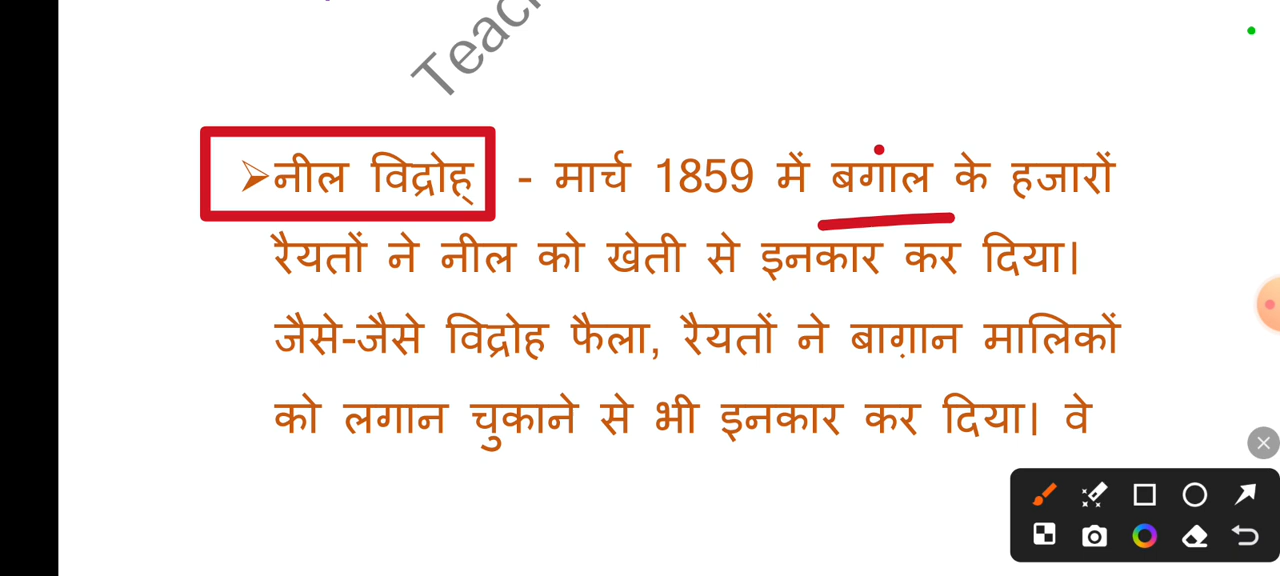 Teac
➢नील विद्रोह् - मार्च 1859 में बंगाल के हजारों
रैयतों ने नील को खेती से इनकार कर दिया।
जैसे-जैसे विद्रोह फैला, रैयतों ने बाग़ान मालिकों
को लगान चुकाने से भी इनकार कर दिया। वे